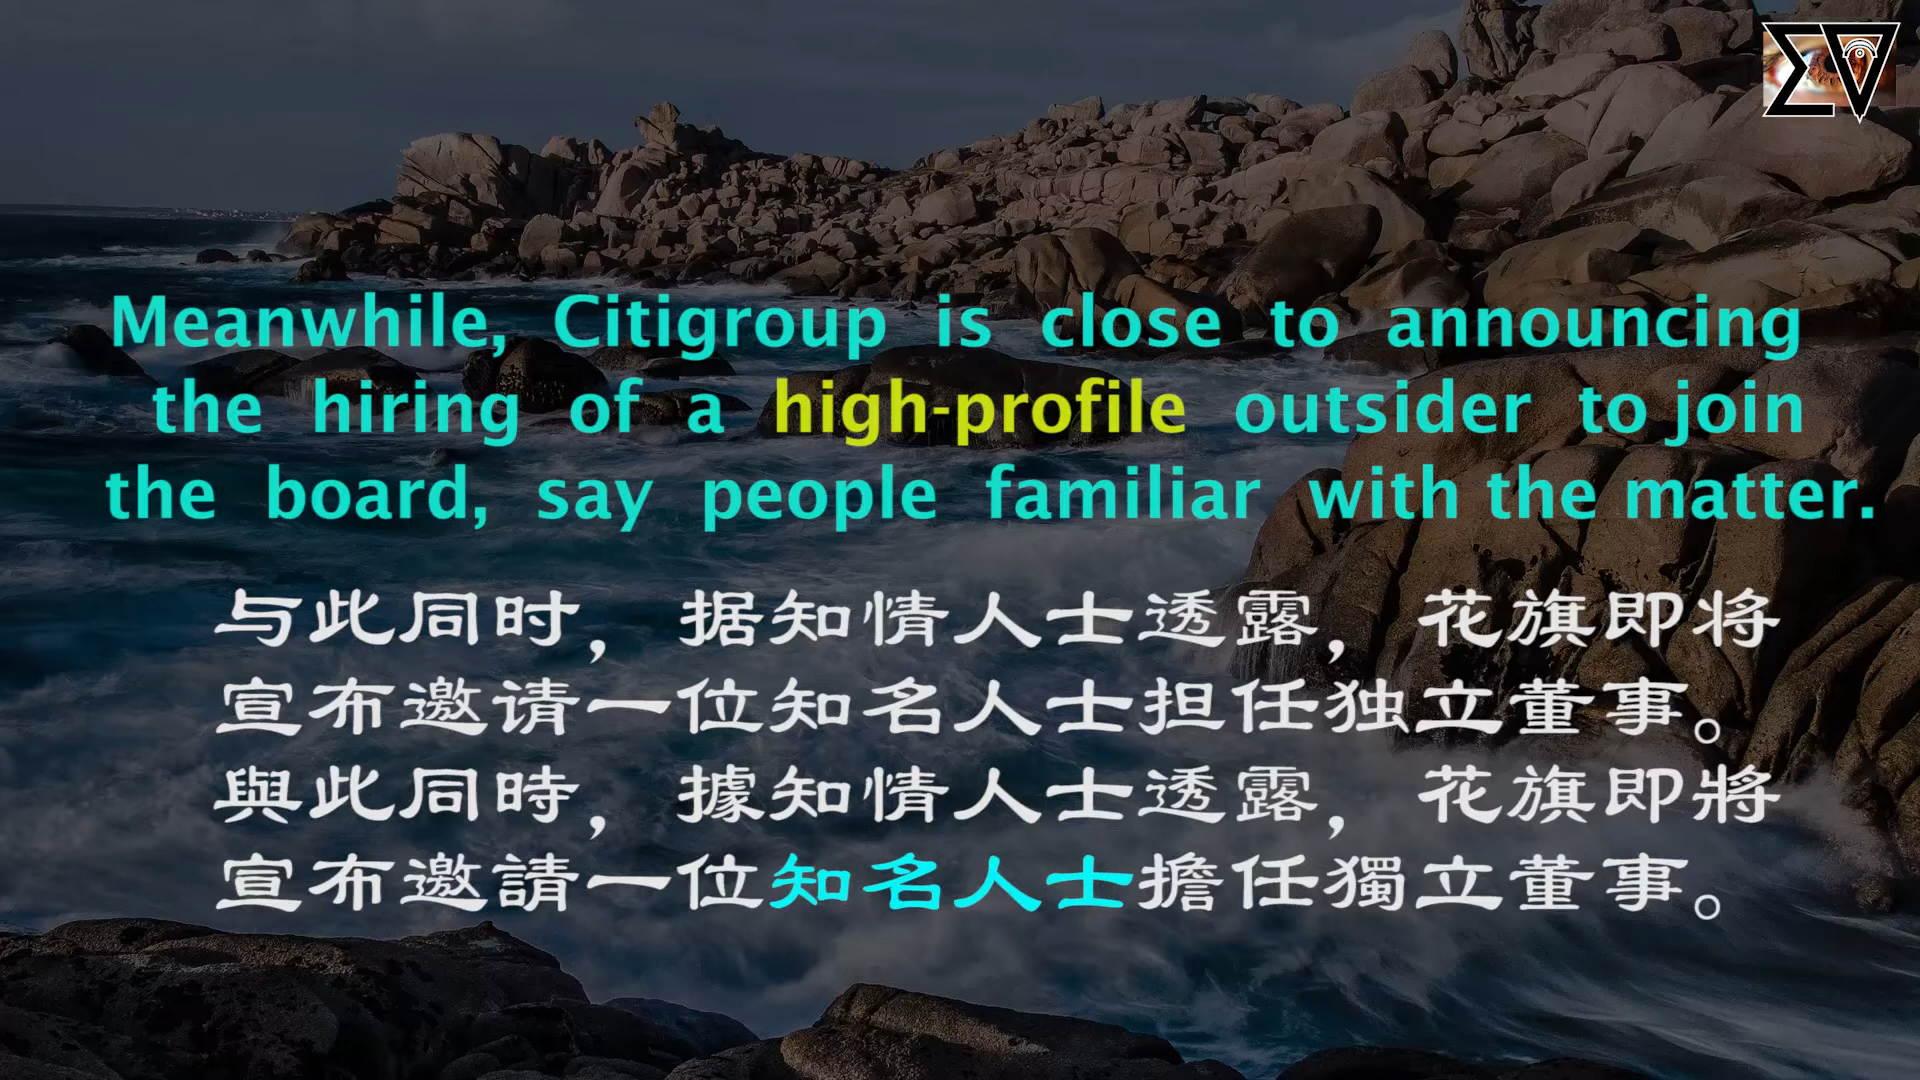 Meanwhile, Citigroup is close to announcing
the hiring of a high-profile outsider to join
the board, say people familiar with the matter.
与此同时，据知情人士透露，花旗即将
宣布邀请一位知名人士担任独立董事。
與此同時，據知情人士透露，花旗即將
宣布邀請一位知名人士擔任獨立董事。